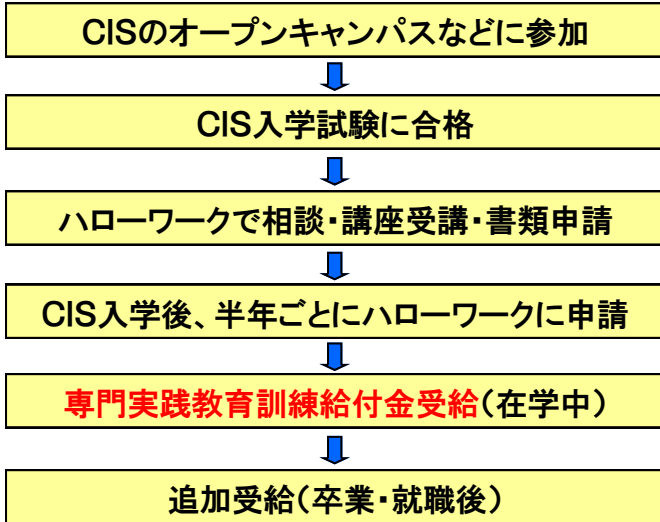 CISのオープンキャンパスなどに参加
CIS入学試験に合格
ハローワークで相談・講座受講・書類申請
CIS入学後、半年ごとにハローワークに申請
専門実践教育訓練給付金受給(在学中)
追加受給(卒業・就職後)